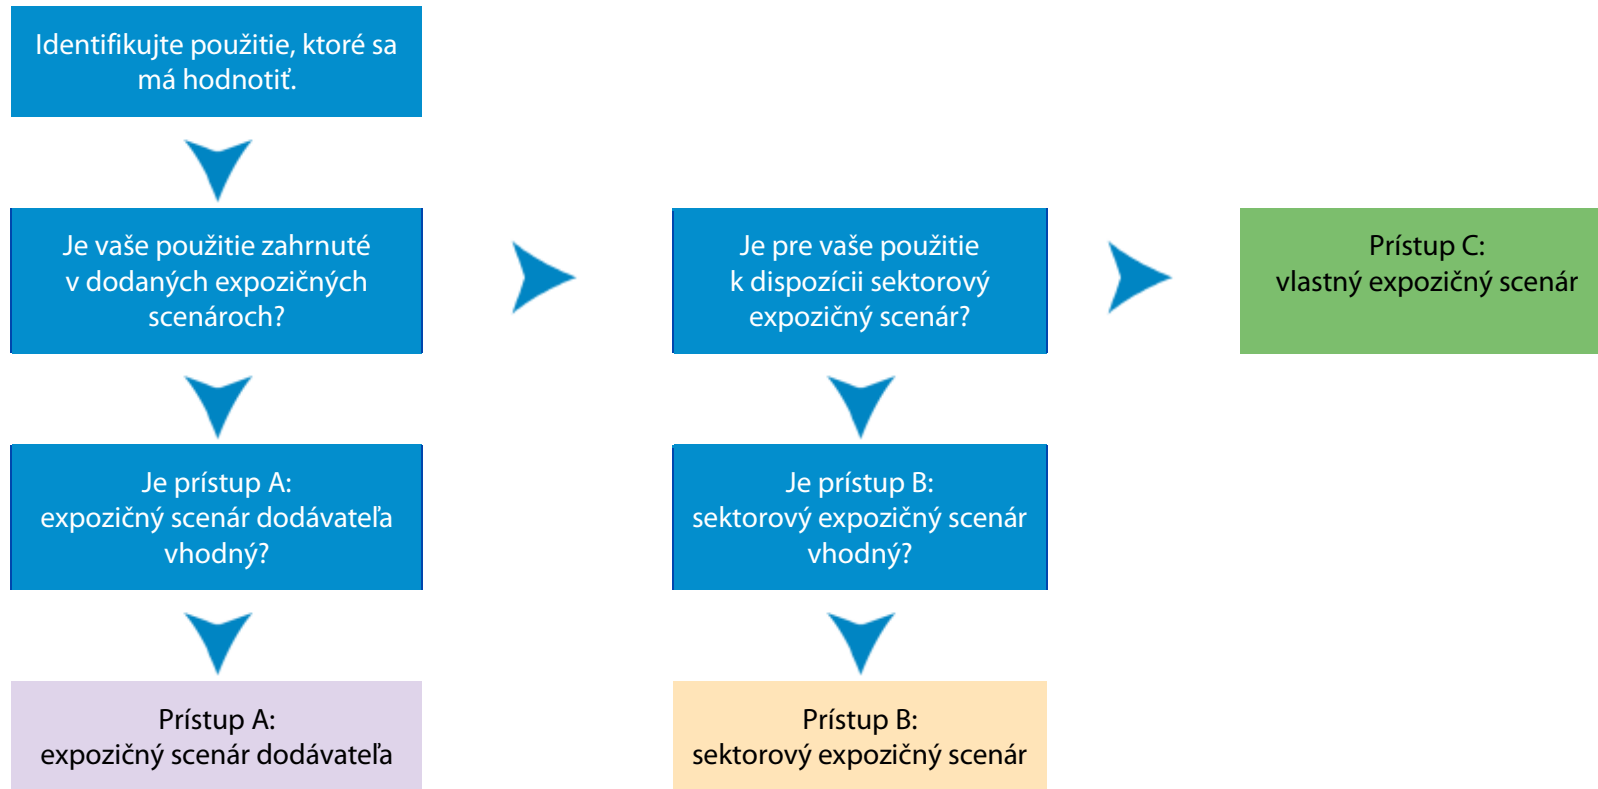 Identifikujte použitie, ktoré sa
má hodnotiť.
Je vaše použitie zahrnuté
v dodaných expozičných
scenároch?
Je pre vaše použitie
k dispozícii sektorový
expozičný scenár?
Prístup C:
vlastný expozičný scenár
Je prístup A:
expozičný scenár dodávateľa
vhodný?
Je prístup B:
sektorový expozičný scenár
vhodný?
Prístup A:
expozičný scenár dodávateľa
Prístup B:
sektorový expozičný scenár